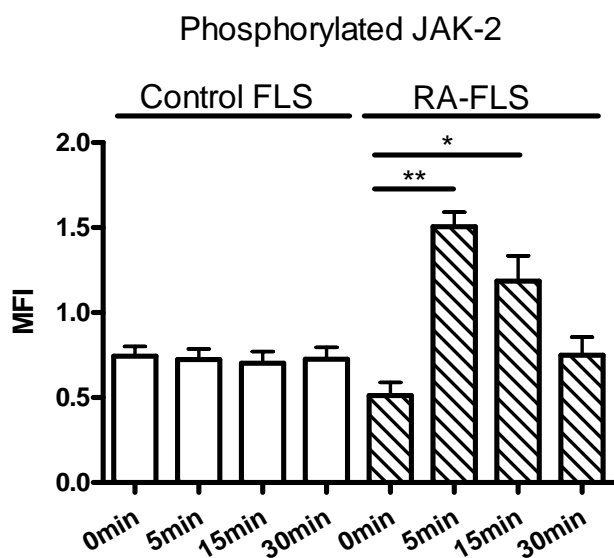 Phosphorylated JAK-2
Control FLS RA-FLS
2.0
1.5
1.0
0.5
0.0
MFI
*
**
0min 5min 15min 30min 0min 5min 15min 30min